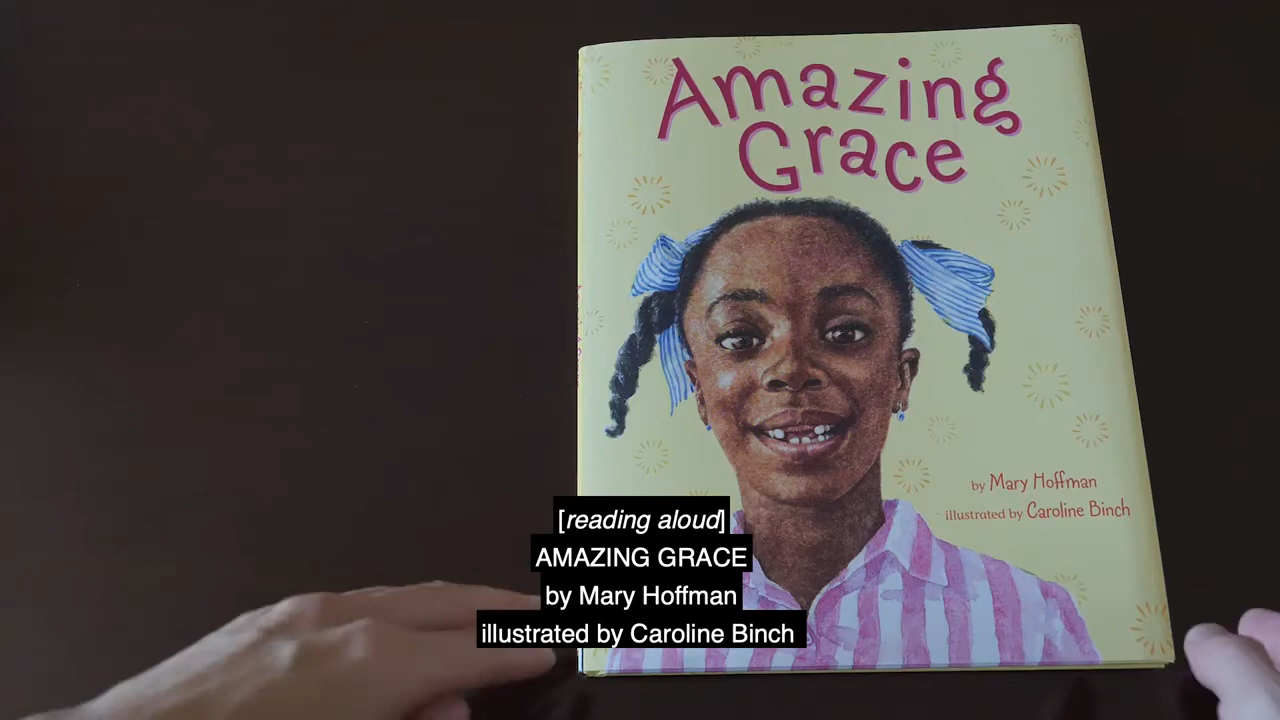 Amazing
Grace
by Mary Hoffman
illustrated by Caroline Binch
[reading aloud]
AMAZING GRACE
by Mary Hoffman
illustrated by Caroline Binch